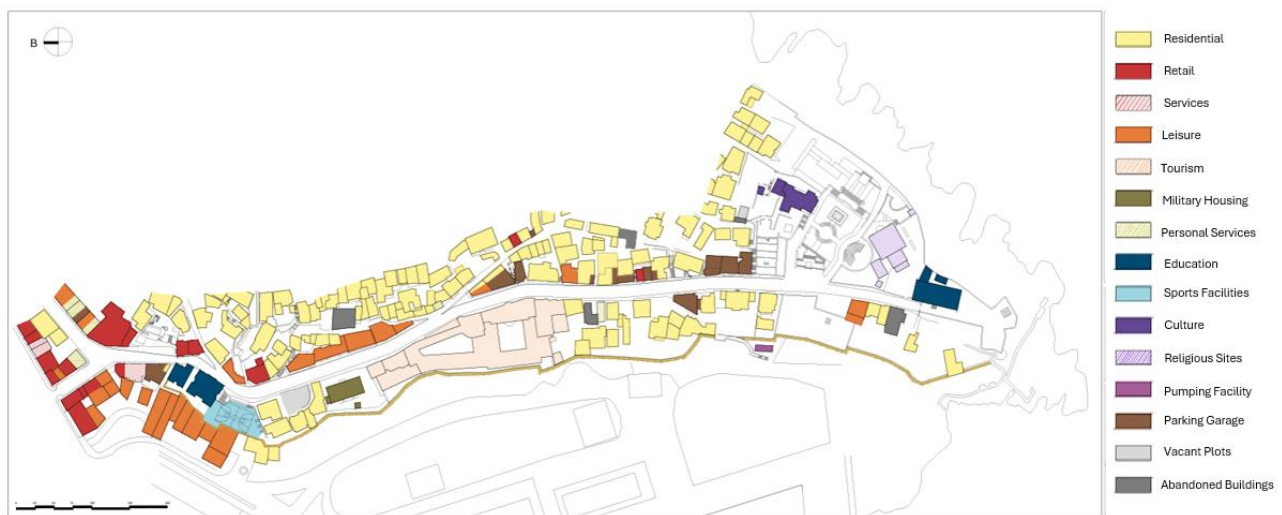 B
Residential
Retail
Services
Leisure
Tourism
Military Housing
Personal Services
Education
Sports Facilities
Culture
Religious Sites
Pumping Facility
Parking Garage
Vacant Plots
Abandoned Buildings